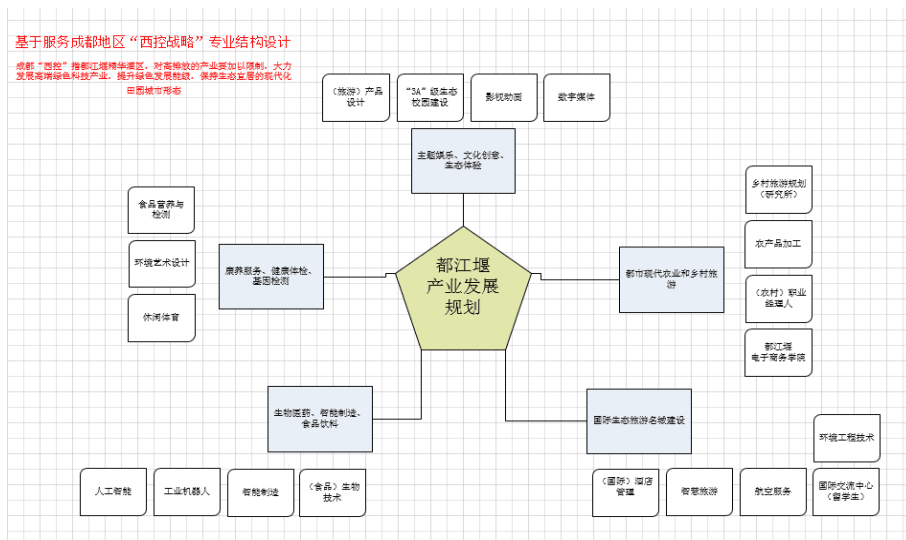 基于服务成都地区“西控战略”专业结构设计
成都“西控”指都江堰精华灌区，对高排放的产业要加以限制，大力
发展高端绿色科技产业，提升绿色发展能级，保持生态宜居的现代化
田园城市形态
（旅游）产品
设计
“3A”级生态
校园建设
影视动画
数字媒体
主题娱乐、文化创意、
生态体验
食品营养与
检测
环境艺术设计
休闲体育
康养服务、健康体检、
基因检测
都江堰
产业发展
规划
都市现代农业和乡村旅
游
乡村旅游规划
（研究所）
农产品加工
（农村）职业
经理人
都江堰
电子商务学院
生物医药、智能制造、
食品饮料
国际生态旅游名城建设
人工智能
工业机器人
智能制造
（食品）生物
技术
（国际）酒店
管理
智慧旅游
航空服务
环境工程技术
国际交流中心
（留学生）